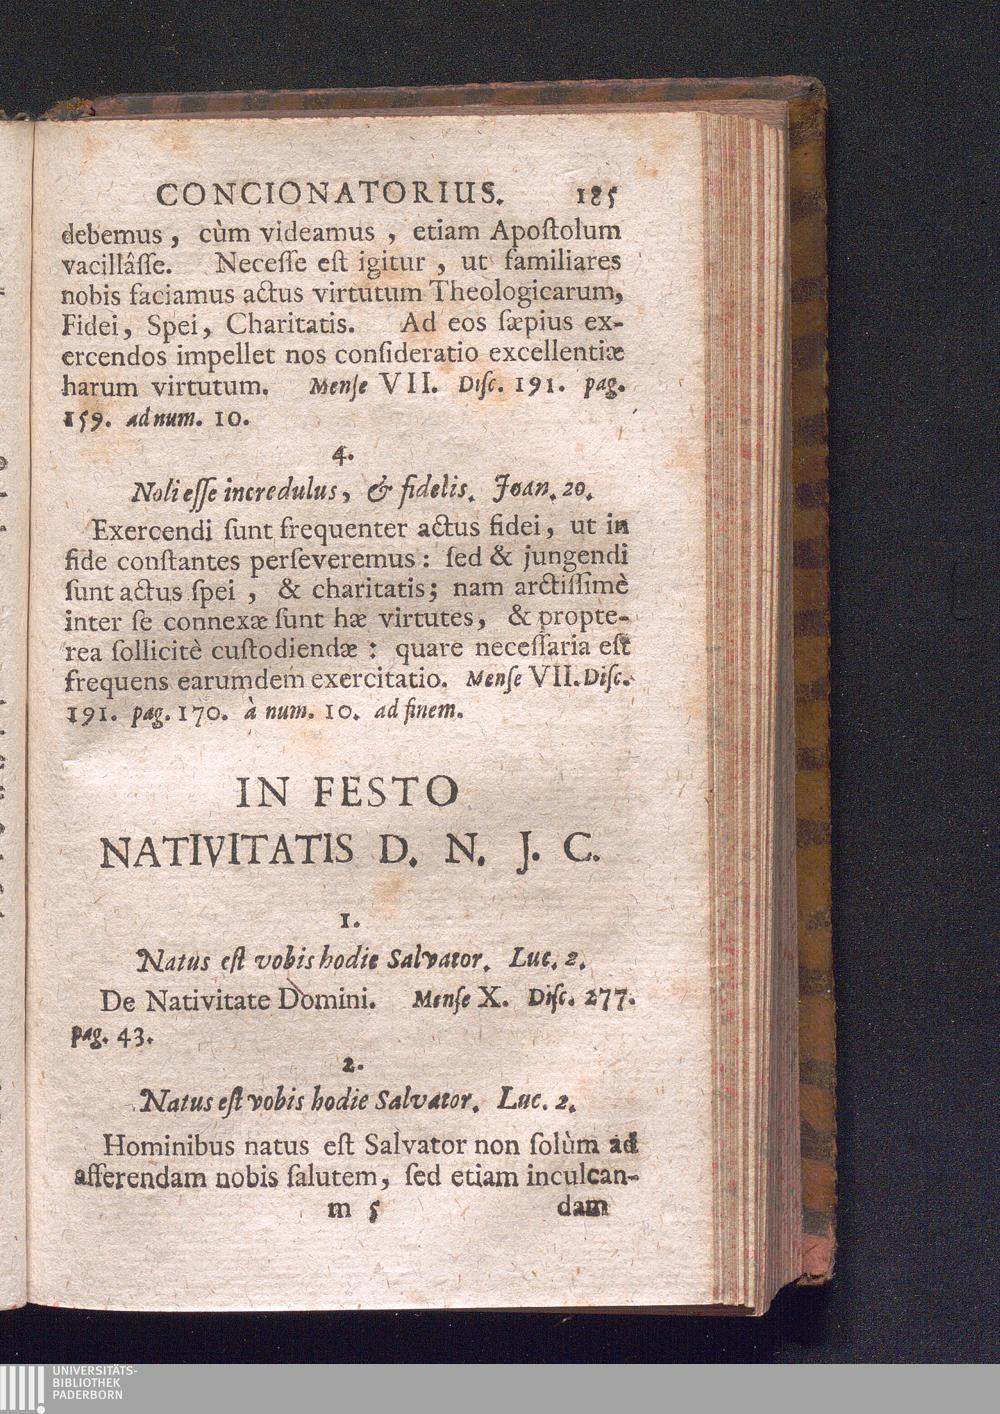 CONCIONATORIUS. 185
debemus, cùm videamus, etiam Apoſtolum
vacillâſſe. Neceſſe eſt igitur, ut familiares
nobis faciamus actus virtutum Theologicarum,
Fidei, Spei, Charitatis. Ad eos ſæpius ex-
ercendos impellet nos conſideratio excellentiæ
harum virtutum. Menſe VII. Diſc. 191. pag.
159. ad num. 10.
4.
Noli eſſe incredulus, & fidelis. Joan. 20.
Exercendi ſunt frequenter actus fidei, ut in
fide conſtantes perſeveremus: ſed & jungendi
ſunt actus ſpei, & charitatis; nam arctiſſimè
inter ſe connexæ ſunt hæ virtutes, & propte-
rea ſollicitè cuſtodiendæ: quare neceſſaria eſt
frequens earumdem exercitatio. Menſe VII. Diſc.
191. pag. 170. à num. 10. ad finem.
IN FESTO
NATIVITATIS D. N. J. C.
1.
Natus eſt vobis hodie Salvator. Luc. 2.
De Nativitate Domini. Menſe X. Diſc. 277.
pag. 43.
2.
Natus eſt vobis hodie Salvator. Luc. 2.
Hominibus natus eſt Salvator non ſolùm ad
afferendam nobis ſalutem, ſed etiam inculcan-
m 5 dam
UNIVERSITÄTS-
BIBLIOTHEK
PADERBORN